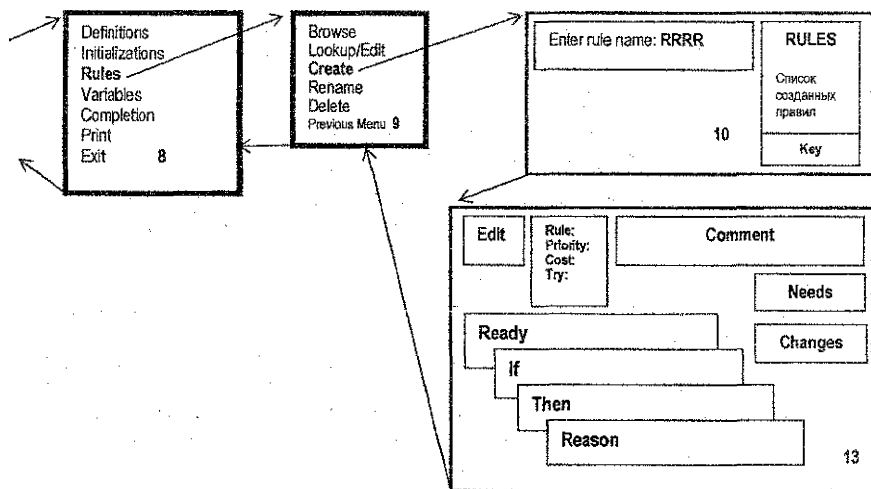 Definitions
Initializations
Rules
Variables
Completion
Print
Exit 8
Browse
Lookup/Edit
Create
Rename
Delete
Previous Menu 9
Enter rule name: RRRR
RULES
Список
созданных
правил
10
Key
Edit
Rule:
Priority:
Cost:
Try:
Comment
Needs
Changes
Ready
If
Then
Reason
13